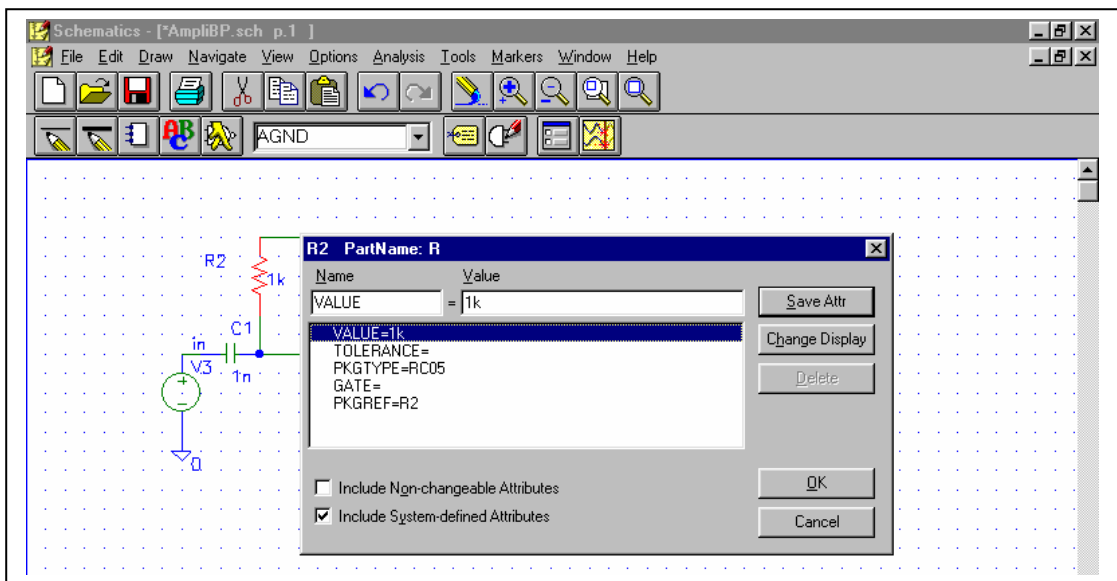 Schematics - [*AmpliBP.sch p.1 ]
File Edit Draw Navigate View Options Analysis Tools Markers Window Help
ABC
AGND
R2
1k
C1
in
V3
1n
0
R2 PartName: R
Name Value
VALUE = 1k
VALUE=1k
TOLERANCE=
PKGTYPE=RC05
GATE=
PKGREF=R2
Save Attr
Change Display
Delete
Include Non-changeable Attributes
Include System-defined Attributes
OK
Cancel